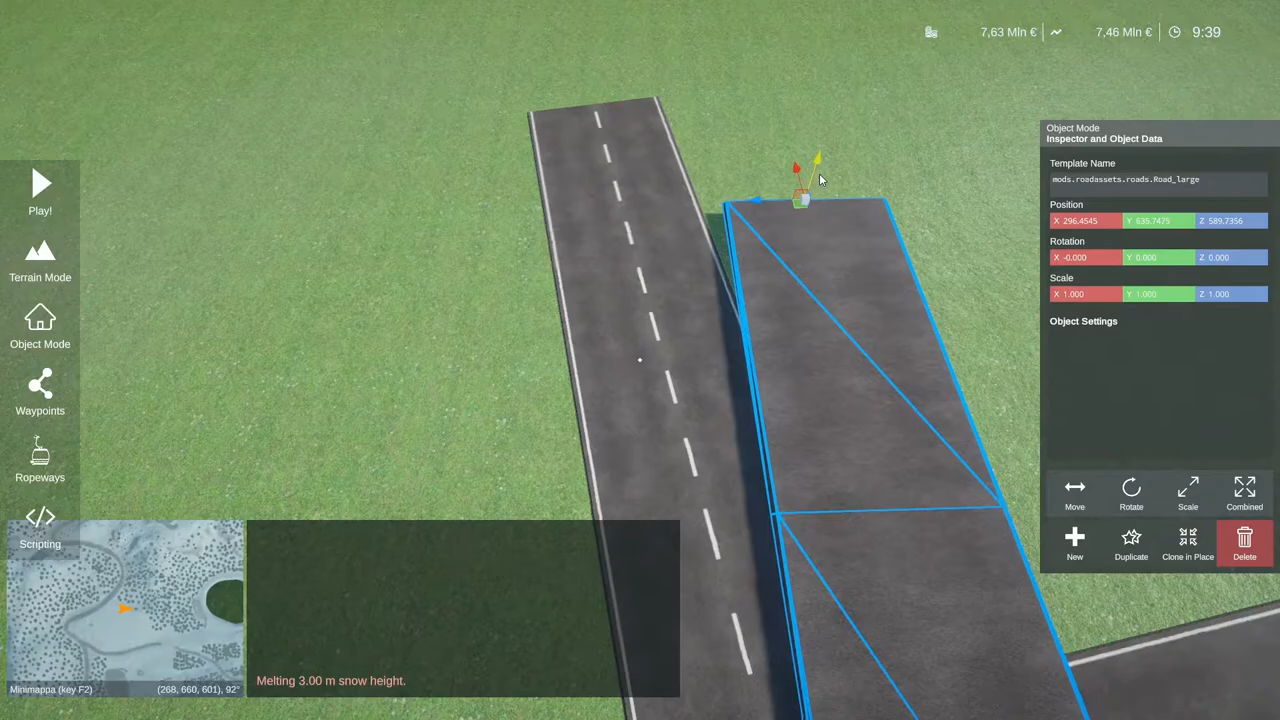 7,63 Mln €
7,46 Mln €
9:39
Object Mode
Inspector and Object Data
Template Name
mods.roadassets.roads.Road_large
Position
X 296.4545 Y 635.7475 Z 589.7356
Rotation
X -0.000 Y 0.000 Z 0.000
Scale
X 1.000 Y 1.000 Z 1.000
Object Settings
Move Rotate Scale Combined
New Duplicate Clone in Place Delete
Play!
Terrain Mode
Object Mode
Waypoints
Ropeways
Scripting
Minimappa (key F2) (268, 660, 601), 92°
Melting 3.00 m snow height.